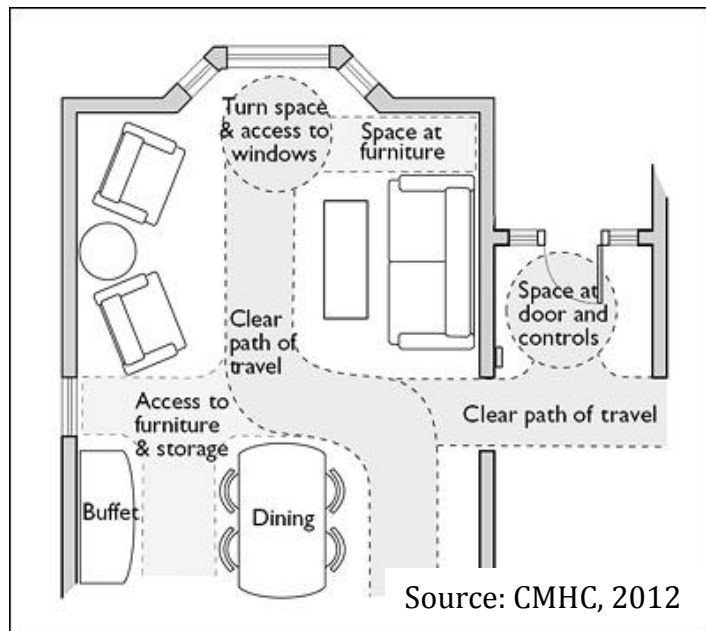 Turn space
& access to
windows
Space at
furniture
Space at
door and
controls
Clear
path of
travel
Access to
furniture
& storage
Clear path of travel
Buffet
Dining
Source: CMHC, 2012